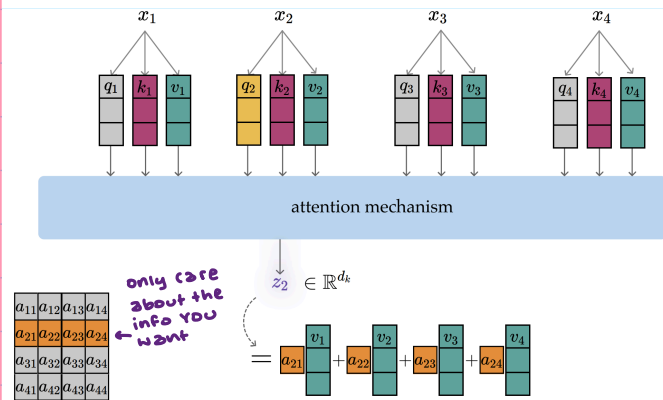 x₁ x₂ x₃ x₄
q₁ k₁ v₁ q₂ k₂ v₂ q₃ k₃ v₃ q₄ k₄ v₄
attention mechanism
z₂ ∈ ℝ^{d_k}
only care
about the
info you
want
a₁₁ a₁₂ a₁₃ a₁₄
a₂₁ a₂₂ a₂₃ a₂₄
a₃₁ a₃₂ a₃₃ a₃₄
a₄₁ a₄₂ a₄₃ a₄₄
= a₂₁ v₁ + a₂₂ v₂ + a₂₃ v₃ + a₂₄ v₄